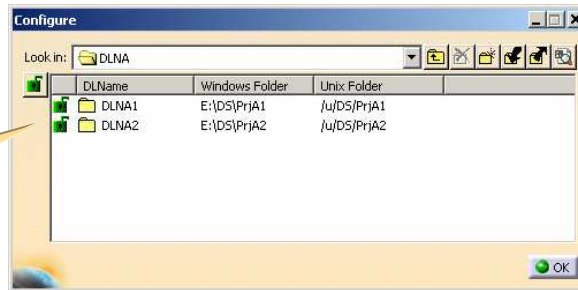 Configure
Look in: DLNA
DLName Windows Folder Unix Folder
DLNA1 E:\DS\PrjA1 /u/DS/PrjA1
DLNA2 E:\DS\PrjA2 /u/DS/PrjA2
OK